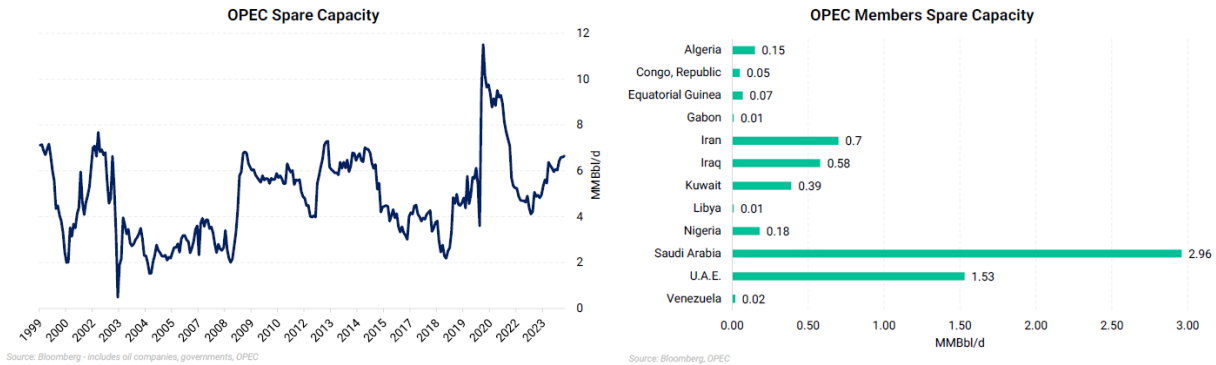 OPEC Spare Capacity
12
10
8
6
4
2
0
MMBbl/d
1999
2000
2002
2003
2004
2005
2007
2008
2009
2010
2012
2013
2014
2015
2017
2018
2019
2020
2022
2023
Source: Bloomberg - includes oil companies, governments, OPEC
OPEC Members Spare Capacity
Algeria 0.15
Congo, Republic 0.05
Equatorial Guinea 0.07
Gabon 0.01
Iran 0.7
Iraq 0.58
Kuwait 0.39
Libya 0.01
Nigeria 0.18
Saudi Arabia 2.96
U.A.E. 1.53
Venezuela 0.02
0.00 0.50 1.00 1.50 2.00 2.50 3.00
MMBbl/d
Source: Bloomberg, OPEC